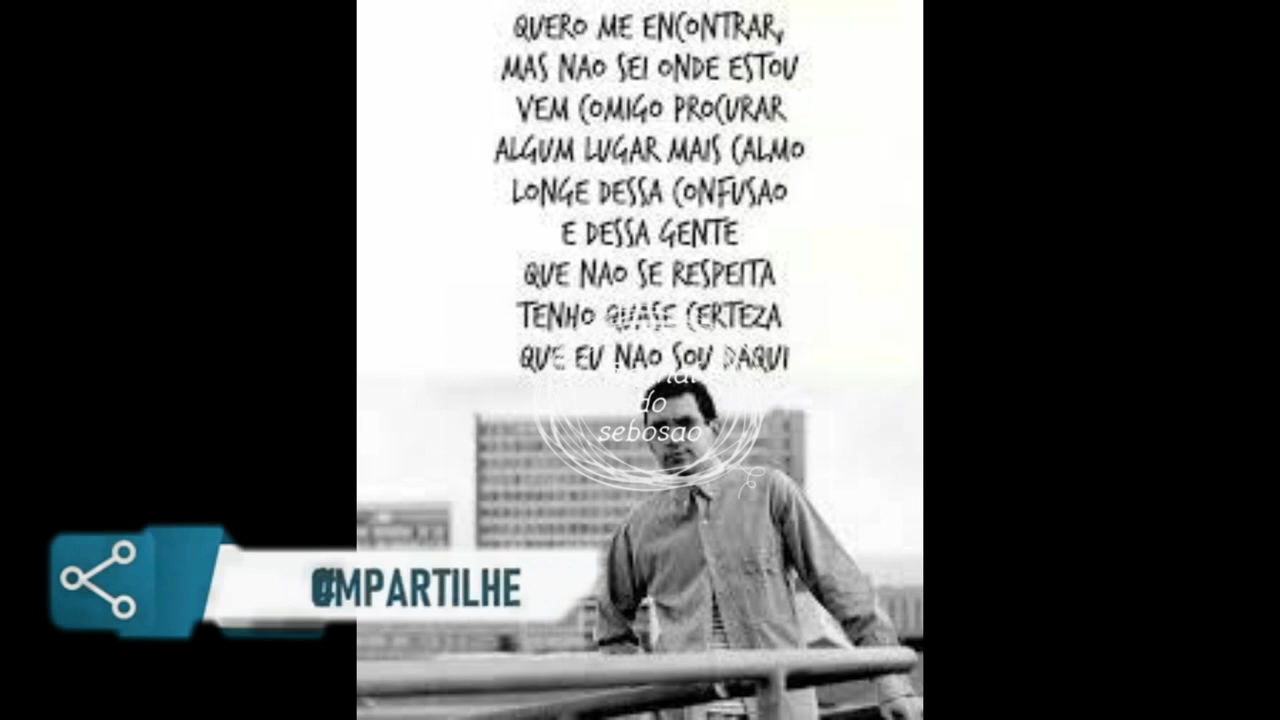 QUERO ME ENCONTRAR,
MAS NAO SEI ONDE ESTOU
VEM COMIGO PROCURAR
ALGUM LUGAR MAIS CALMO
LONGE DESSA CONFUSAO
E DESSA GENTE
QUE NAO SE RESPEITA
TENHO QUASE CERTEZA
QUE EU NAO SOU DAQUI
do
sebosao
MPARTILHE